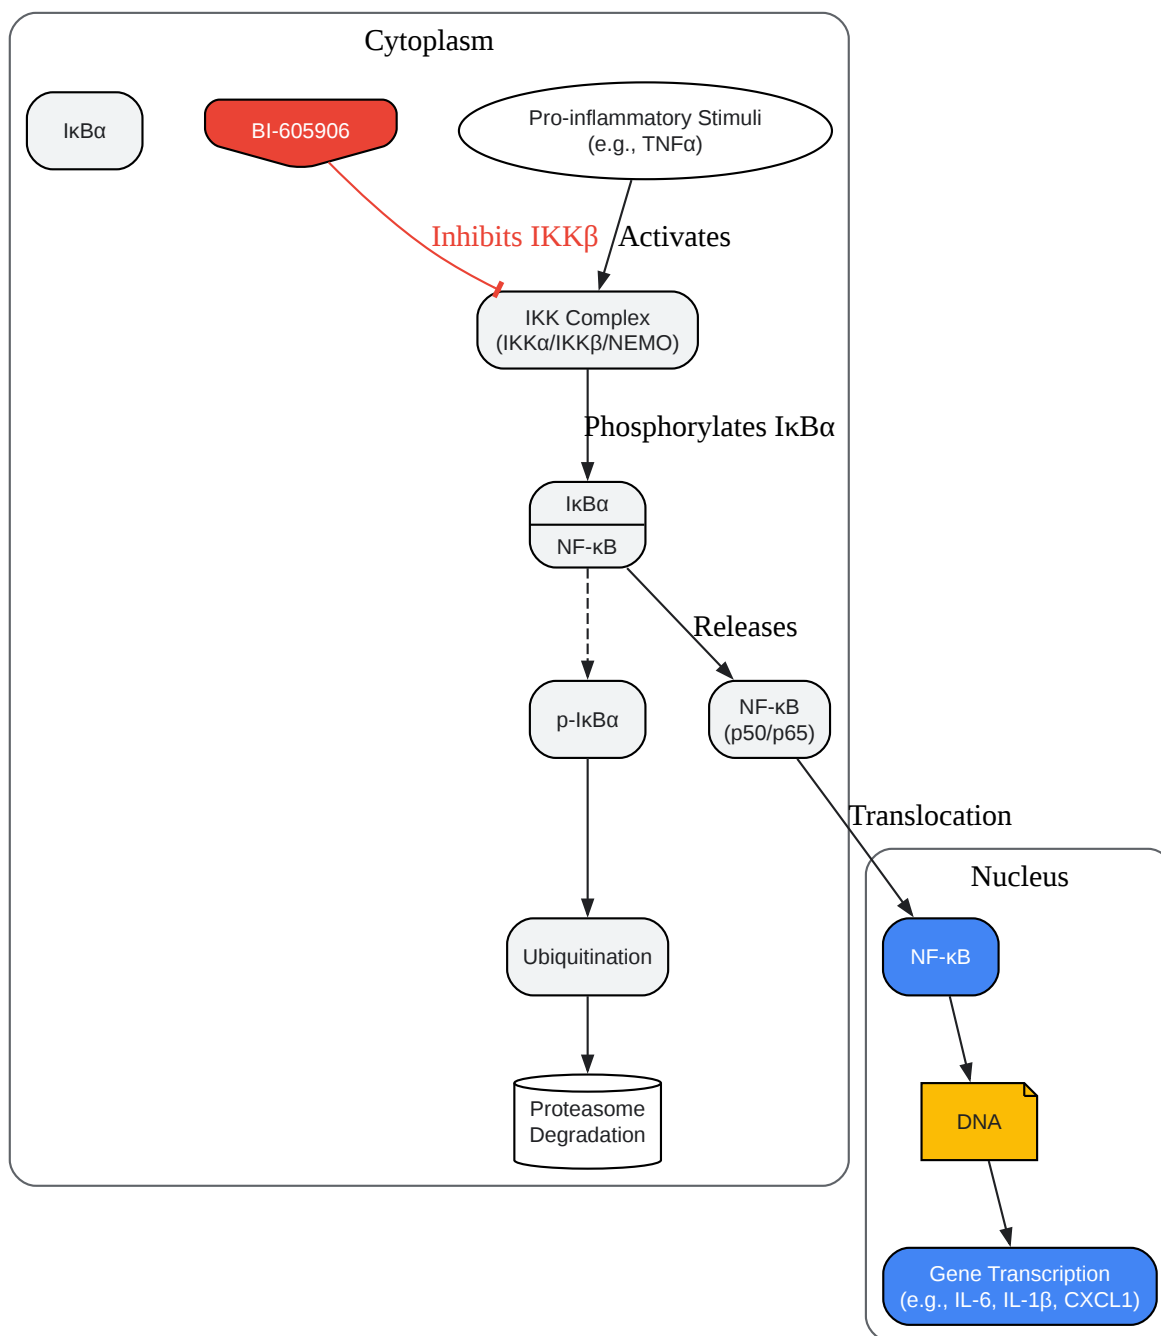 Cytoplasm
IκBα
BI-605906
Pro-inflammatory Stimuli
(e.g., TNFα)
Inhibits IKKβ
Activates
IKK Complex
(IKKα/IKKβ/NEMO)
Phosphorylates IκBα
IκBα
NF-κB
Releases
p-IκBα
NF-κB
(p50/p65)
Translocation
Nucleus
Ubiquitination
NF-κB
Proteasome
Degradation
DNA
Gene Transcription
(e.g., IL-6, IL-1β, CXCL1)